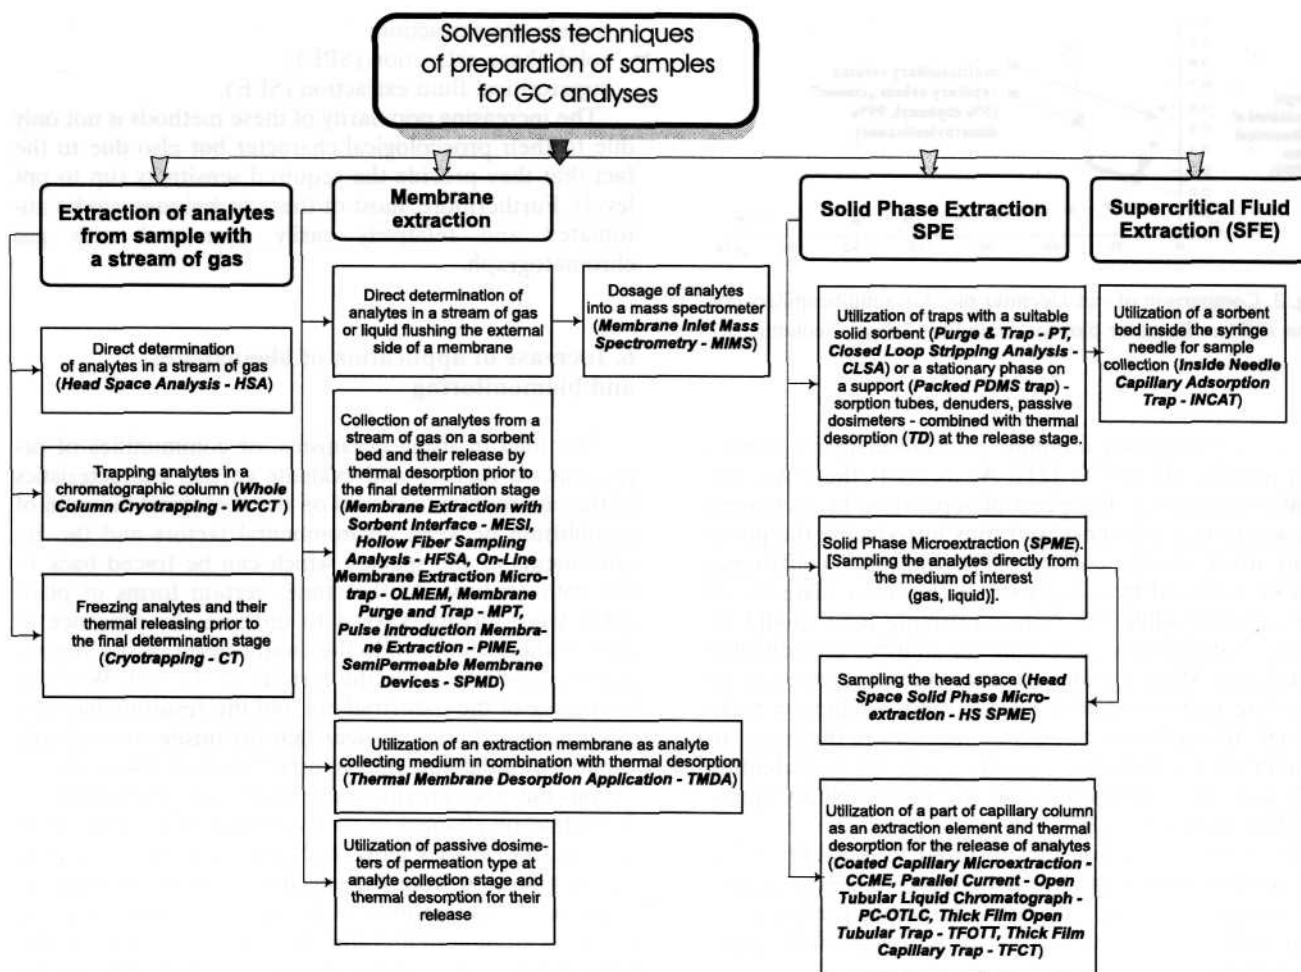 Solventless techniques
of preparation of samples
for GC analyses
Extraction of analytes
from sample with
a stream of gas
Direct determination
of analytes in a stream of gas
(Head Space Analysis - HSA)
Trapping analytes in a
chromatographic column (Whole
Column Cryotrapping - WCCT)
Freezing analytes and their
thermal releasing prior to
the final determination stage
(Cryotrapping - CT)
Membrane
extraction
Direct determination of
analytes in a stream of gas
or liquid flushing the external
side of a membrane
Dosage of analytes
into a mass spectrometer
(Membrane Inlet Mass
Spectrometry - MIMS)
Collection of analytes from a
stream of gas on a sorbent
bed and their release by
thermal desorption prior to
the final determination stage
(Membrane Extraction with
Sorbent Interface - MESI,
Hollow Fiber Sampling
Analysis - HFSA, On-Line
Membrane Extraction Micro-
trap - OLMEM, Membrane
Purge and Trap - MPT,
Pulse Introduction Membra-
ne Extraction - PIME,
SemiPermeable Membrane
Devices - SPMD)
Utilization of an extraction membrane as analyte
collecting medium in combination with thermal desorption
(Thermal Membrane Desorption Application - TMDA)
Utilization of passive dosime-
ters of permeation type at
analyte collection stage and
thermal desorption for their
release
Solid Phase Extraction
SPE
Utilization of traps with a suitable
solid sorbent (Purge & Trap - PT,
Closed Loop Stripping Analysis -
CLSA) or a stationary phase on
a support (Packed PDMS trap) -
sorption tubes, denuders, passive
dosimeters - combined with thermal
desorption (TD) at the release stage.
Utilization of a sorbent
bed inside the syringe
needle for sample
collection (Inside Needle
Capillary Adsorption
Trap - INCAT)
Solid Phase Microextraction (SPME).
[Sampling the analytes directly from
the medium of interest
(gas, liquid)].
Sampling the head space (Head
Space Solid Phase Micro-
extraction - HS SPME)
Utilization of a part of capillary column
as an extraction element and thermal
desorption for the release of analytes
(Coated Capillary Microextraction -
CCME, Parallel Current - Open
Tubular Liquid Chromatograph -
PC-OTLC, Thick Film Open
Tubular Trap - TFOTT, Thick Film
Capillary Trap - TFCT)
Supercritical Fluid
Extraction (SFE)